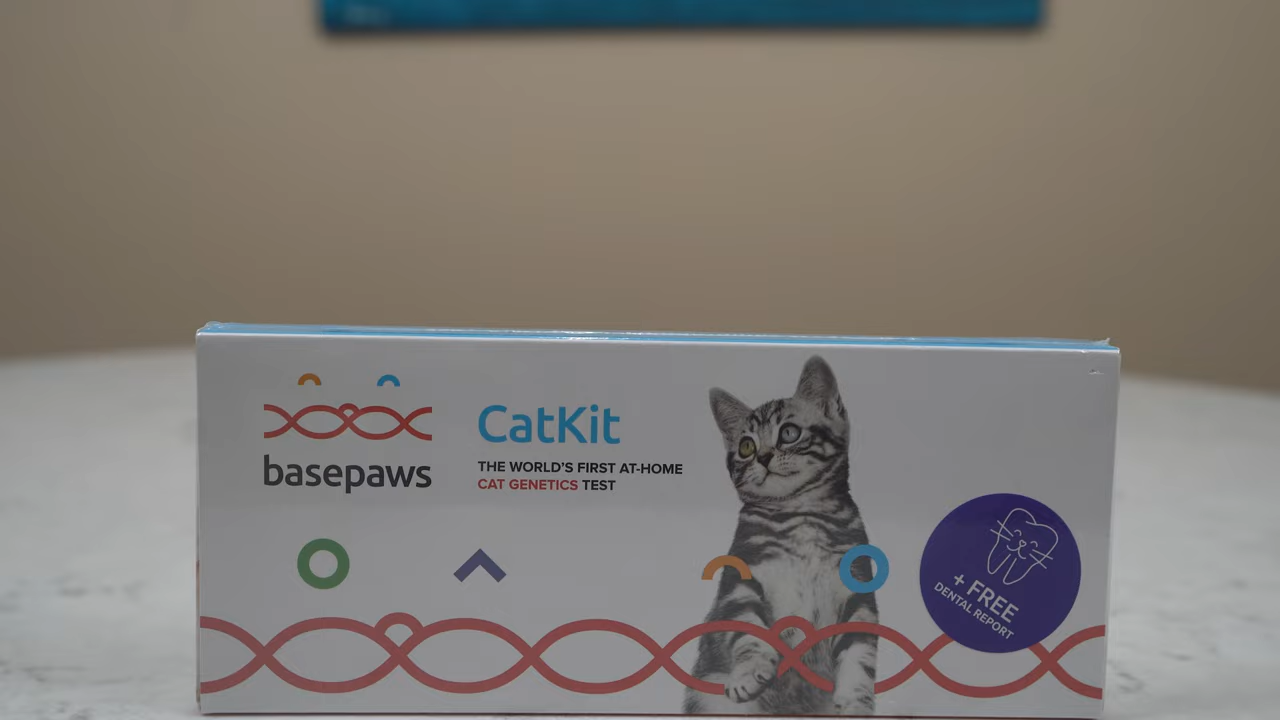 basepaws
CatKit
THE WORLD'S FIRST AT-HOME
CAT GENETICS TEST
+ FREE
DENTAL REPORT